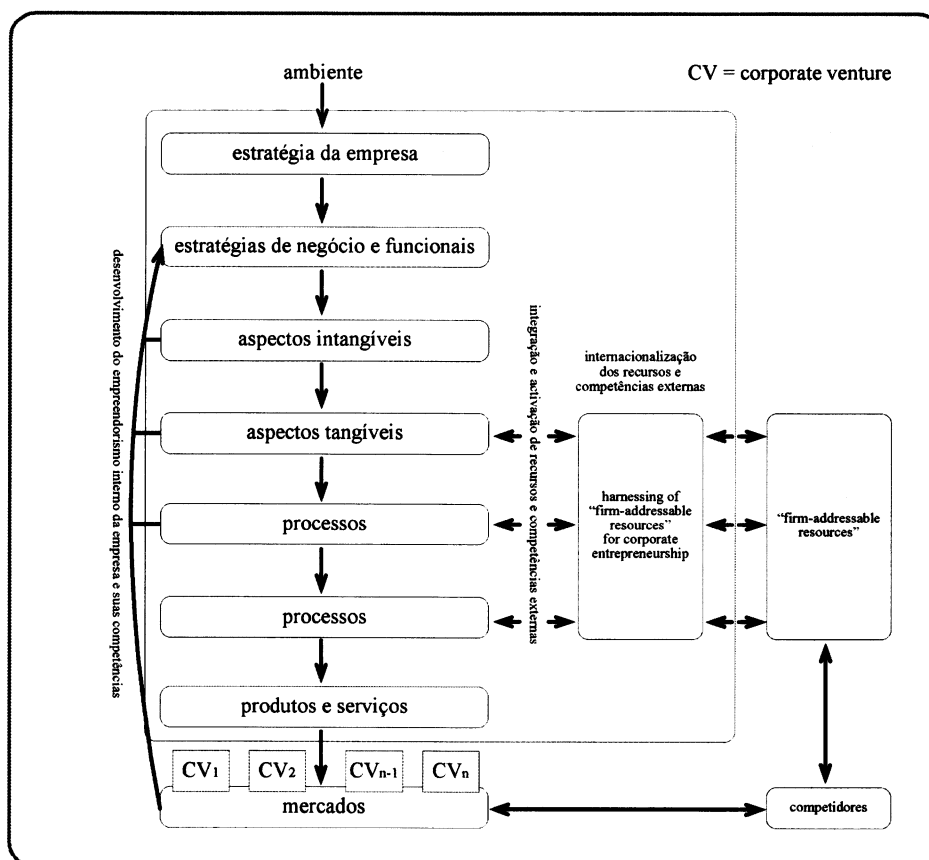 ambiente
CV = corporate venture
estratégia da empresa
estratégias de negócio e funcionais
aspectos intangíveis
aspectos tangíveis
processos
processos
produtos e serviços
CV1
CV2
CVn-1
CVn
mercados
desenvolvimento do empreendorismo interno da empresa e suas competências
integração e activação de recursos e competências externas
internacionalização
dos recursos e
competências externas
harnessing of
“firm-addressable
resources”
for corporate
entrepreneurship
“firm-addressable
resources”
competidores